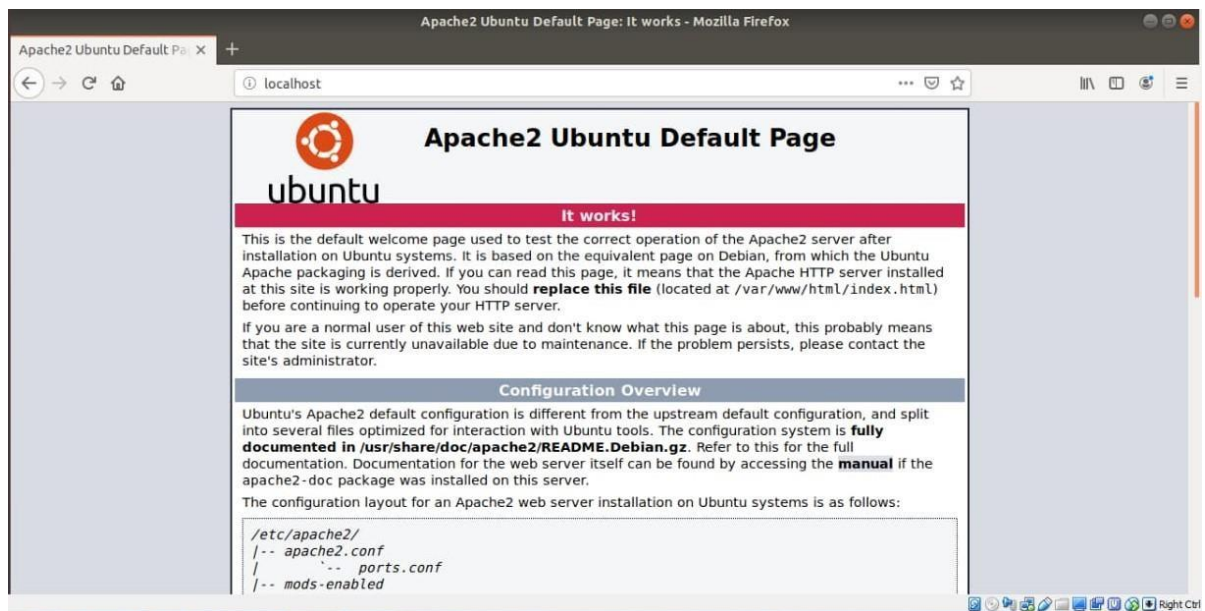 Apache2 Ubuntu Default Page: It works - Mozilla Firefox
Apache2 Ubuntu Default Pa
localhost
ubuntu
Apache2 Ubuntu Default Page
It works!
This is the default welcome page used to test the correct operation of the Apache2 server after
installation on Ubuntu systems. It is based on the equivalent page on Debian, from which the Ubuntu
Apache packaging is derived. If you can read this page, it means that the Apache HTTP server installed
at this site is working properly. You should replace this file (located at /var/www/html/index.html)
before continuing to operate your HTTP server.
If you are a normal user of this web site and don't know what this page is about, this probably means
that the site is currently unavailable due to maintenance. If the problem persists, please contact the
site's administrator.
Configuration Overview
Ubuntu's Apache2 default configuration is different from the upstream default configuration, and split
into several files optimized for interaction with Ubuntu tools. The configuration system is fully
documented in /usr/share/doc/apache2/README.Debian.gz. Refer to this for the full
documentation. Documentation for the web server itself can be found by accessing the manual if the
apache2-doc package was installed on this server.
The configuration layout for an Apache2 web server installation on Ubuntu systems is as follows:
/etc/apache2/
|-- apache2.conf
|       `--  ports.conf
|-- mods-enabled
Right Ctrl